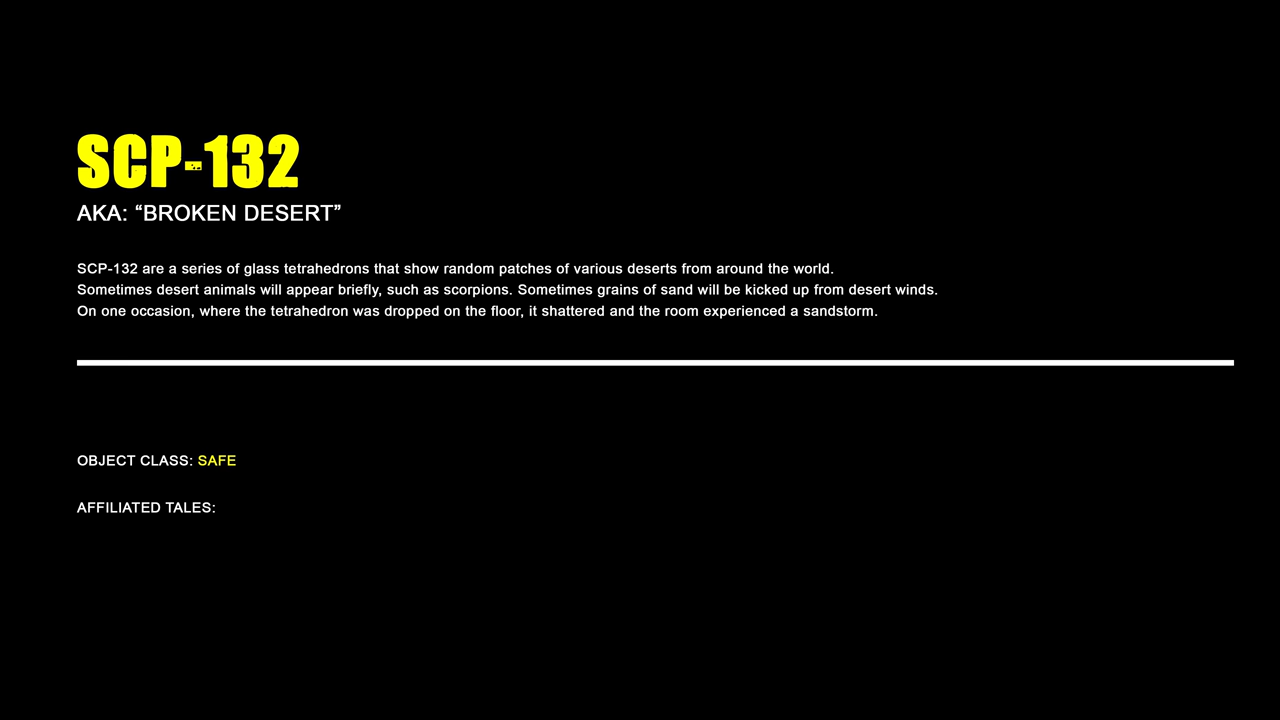 SCP-132
AKA: “BROKEN DESERT”
SCP-132 are a series of glass tetrahedrons that show random patches of various deserts from around the world.
Sometimes desert animals will appear briefly, such as scorpions. Sometimes grains of sand will be kicked up from desert winds.
On one occasion, where the tetrahedron was dropped on the floor, it shattered and the room experienced a sandstorm.
OBJECT CLASS: SAFE
AFFILIATED TALES: